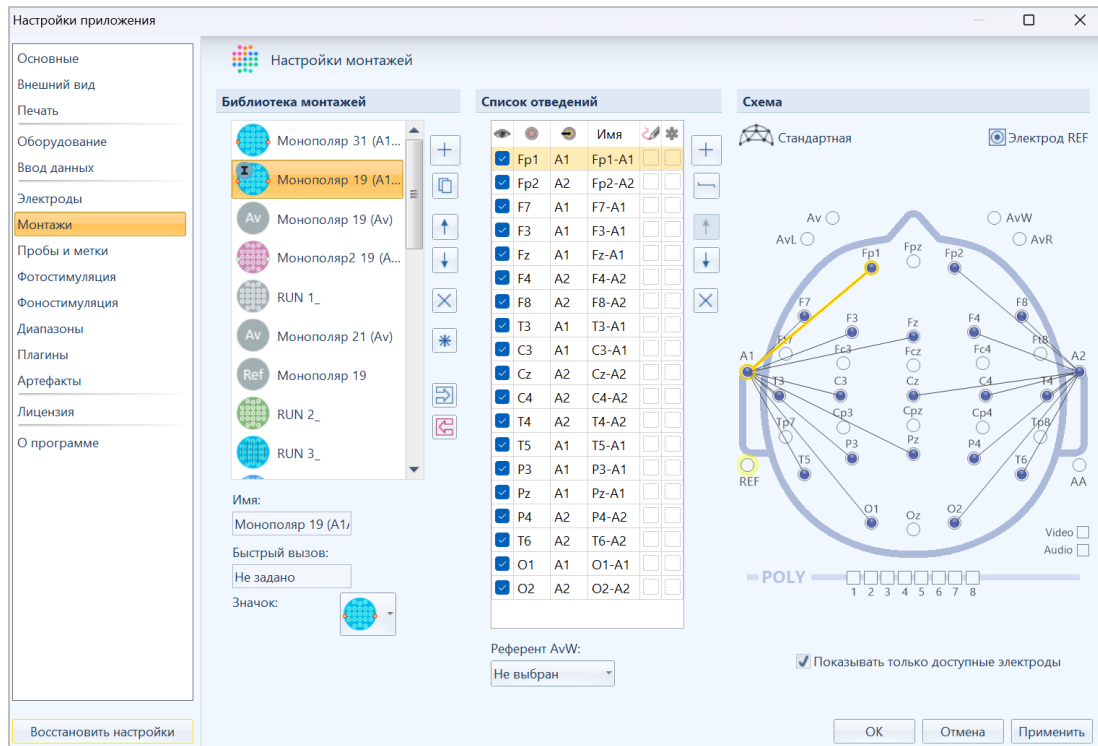 Настройки приложения
Основные
Внешний вид
Печать
Оборудование
Ввод данных
Электроды
Монтажи
Пробы и метки
Фотостимуляция
Фоностимуляция
Диапазоны
Плагины
Артефакты
Лицензия
О программе
Восстановить настройки
Настройки монтажей
Библиотека монтажей
Монополяр 31 (A1...
Монополяр 19 (A1...
Av Монополяр 19 (Av)
Монополяр2 19 (A...
RUN 1_
Av Монополяр 21 (Av)
Ref Монополяр 19
RUN 2_
RUN 3_
Имя:
Монополяр 19 (A1/
Быстрый вызов:
Не задано
Значок:
Список отведений
Имя
Fp1 A1 Fp1-A1
Fp2 A2 Fp2-A2
F7 A1 F7-A1
F3 A1 F3-A1
Fz A1 Fz-A1
F4 A2 F4-A2
F8 A2 F8-A2
T3 A1 T3-A1
C3 A1 C3-A1
Cz A2 Cz-A2
C4 A2 C4-A2
T4 A2 T4-A2
T5 A1 T5-A1
P3 A1 P3-A1
Pz A1 Pz-A1
P4 A2 P4-A2
T6 A2 T6-A2
O1 A1 O1-A1
O2 A2 O2-A2
Референт AvW:
Не выбран
Схема
Стандартная
Электрод REF
Av AvW
AvL AvR
Fp1 Fpz Fp2
F7 F3 Fz F4 F8
Ft7 Fc3 Fcz Fc4 Ft8
A1 A2
T3 C3 Cz C4 T4
Tp7 Cp3 Cpz Cp4 Tp8
T5 P3 Pz P4 T6
REF AA
O1 Oz O2
Video
Audio
POLY
1 2 3 4 5 6 7 8
Показывать только доступные электроды
ОК
Отмена
Применить